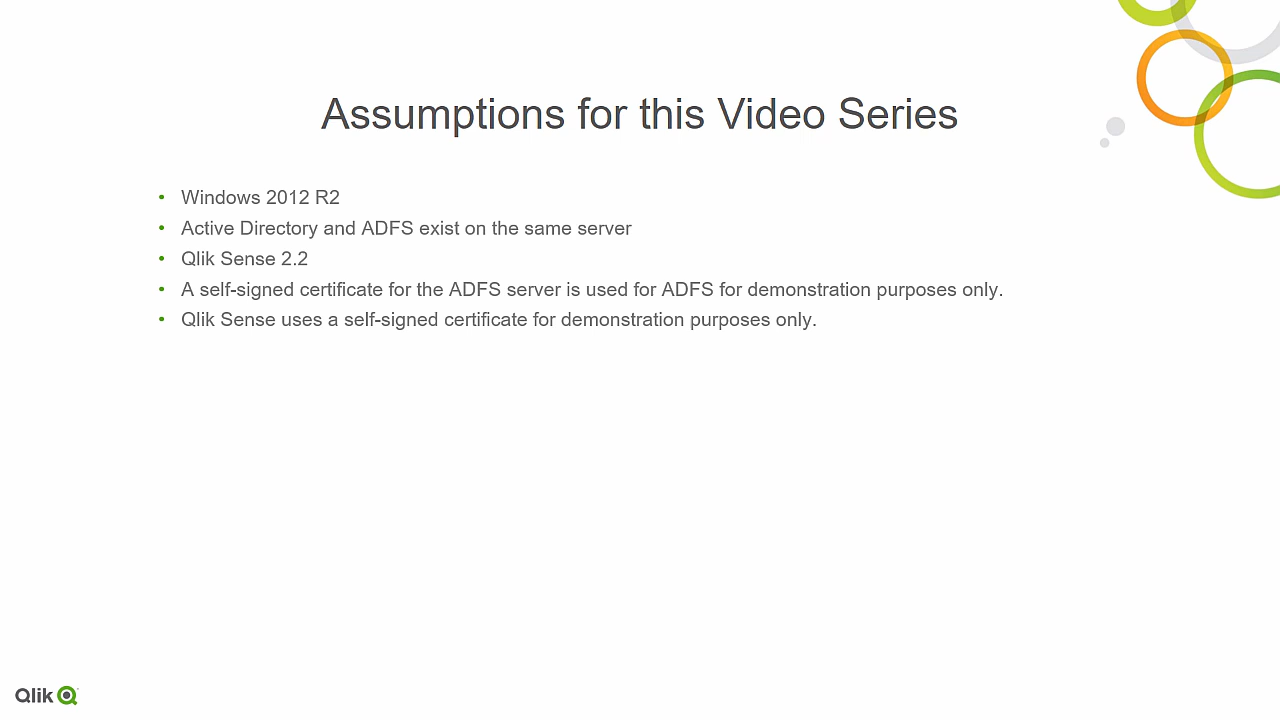 Assumptions for this Video Series
• Windows 2012 R2
• Active Directory and ADFS exist on the same server
• Qlik Sense 2.2
• A self-signed certificate for the ADFS server is used for ADFS for demonstration purposes only.
• Qlik Sense uses a self-signed certificate for demonstration purposes only.
Qlik